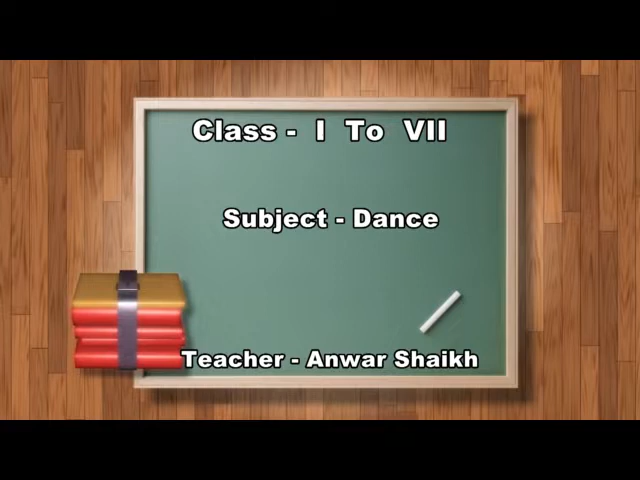 Class - I To VII
Subject - Dance
Teacher - Anwar Shaikh